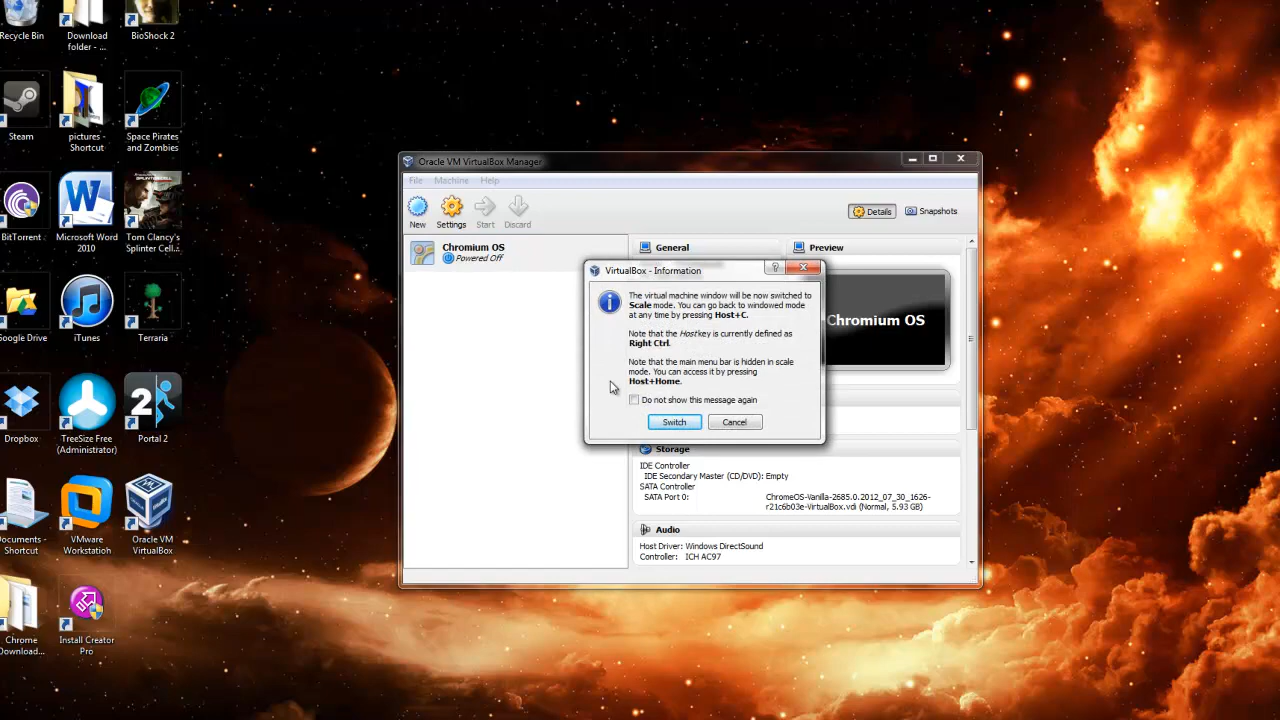 Recycle Bin
Download
folder - ...
BioShock 2
Steam
pictures -
Shortcut
Space Pirates
and Zombies
BitTorrent
Microsoft Word
2010
Tom Clancy's
Splinter Cell...
Google Drive
iTunes
Terraria
Dropbox
TreeSize Free
(Administrator)
2
Portal 2
Documents -
Shortcut
VMware
Workstation
Oracle VM
VirtualBox
Chrome
Download...
Install Creator
Pro
Oracle VM VirtualBox Manager
File Machine Help
New Settings Start Discard
Details Snapshots
Chromium OS
Powered Off
General
Preview
Chromium OS
VirtualBox - Information
The virtual machine window will be now switched to
Scale mode. You can go back to windowed mode
at any time by pressing Host+C.
Note that the Host key is currently defined as
Right Ctrl.
Note that the main menu bar is hidden in scale
mode. You can access it by pressing
Host+Home.
Do not show this message again
Switch Cancel
Storage
IDE Controller
IDE Secondary Master (CD/DVD): Empty
SATA Controller
SATA Port 0: ChromeOS-Vanilla-2685.0.2012_07_30_1626-
r21c6b03e-VirtualBox.vdi (Normal, 5.93 GB)
Audio
Host Driver: Windows DirectSound
Controller: ICH AC97